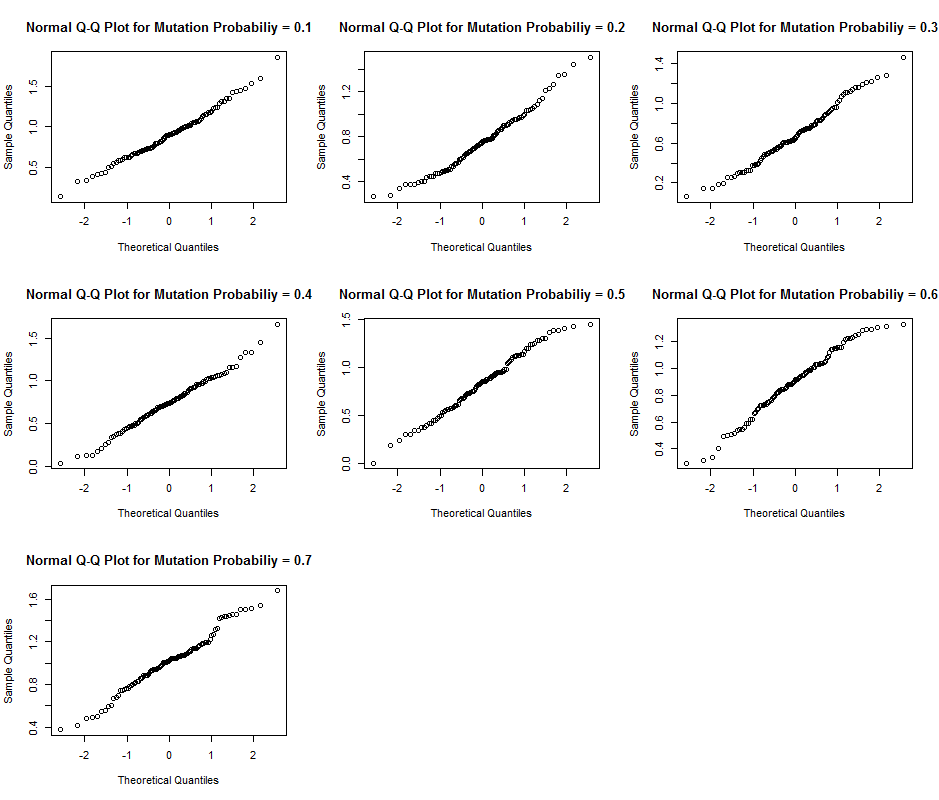 Normal Q-Q Plot for Mutation Probabiliy = 0.1
Sample Quantiles
0.5 1.0 1.5
-2 -1 0 1 2
Theoretical Quantiles
Normal Q-Q Plot for Mutation Probabiliy = 0.2
Sample Quantiles
0.4 0.8 1.2
-2 -1 0 1 2
Theoretical Quantiles
Normal Q-Q Plot for Mutation Probabiliy = 0.3
Sample Quantiles
0.2 0.6 1.0 1.4
-2 -1 0 1 2
Theoretical Quantiles
Normal Q-Q Plot for Mutation Probabiliy = 0.4
Sample Quantiles
0.0 0.5 1.0 1.5
-2 -1 0 1 2
Theoretical Quantiles
Normal Q-Q Plot for Mutation Probabiliy = 0.5
Sample Quantiles
0.0 0.5 1.0 1.5
-2 -1 0 1 2
Theoretical Quantiles
Normal Q-Q Plot for Mutation Probabiliy = 0.6
Sample Quantiles
0.4 0.6 0.8 1.0 1.2
-2 -1 0 1 2
Theoretical Quantiles
Normal Q-Q Plot for Mutation Probabiliy = 0.7
Sample Quantiles
0.4 0.8 1.2 1.6
-2 -1 0 1 2
Theoretical Quantiles